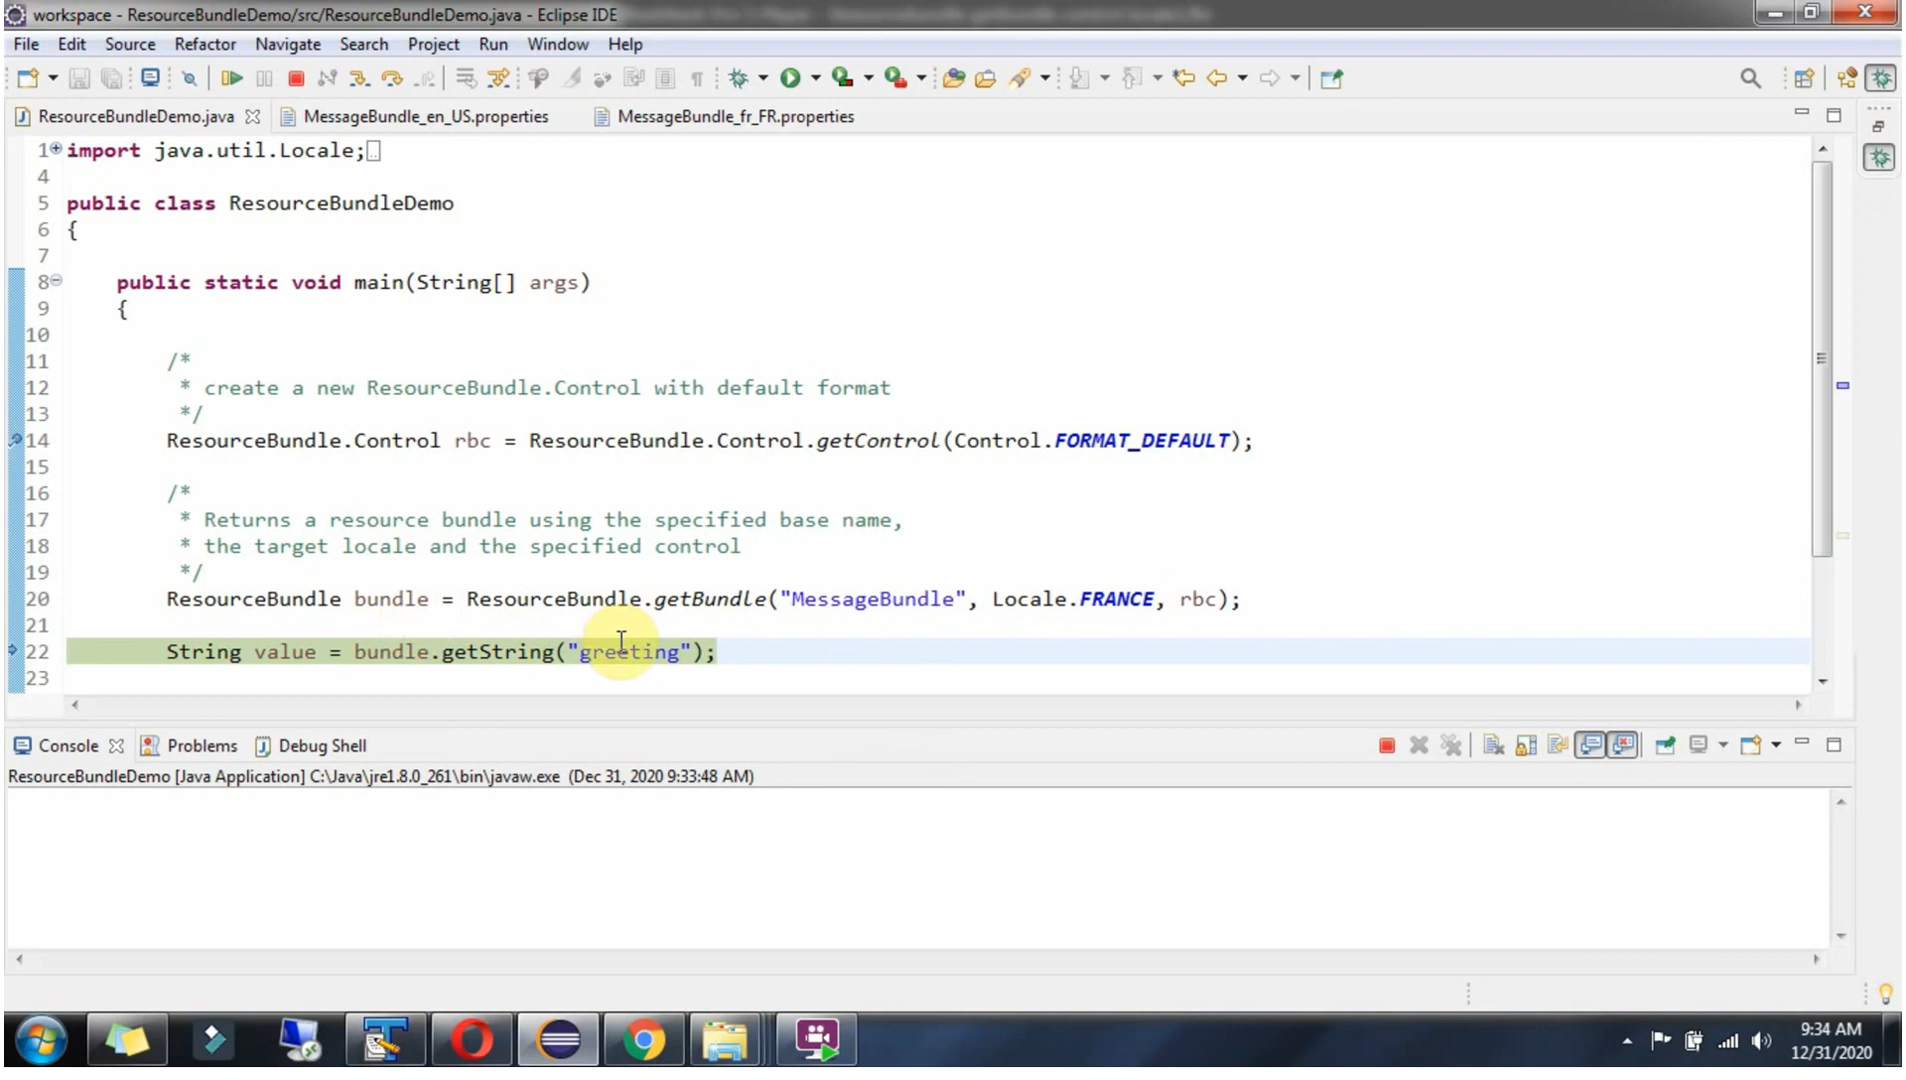 workspace - ResourceBundleDemo/src/ResourceBundleDemo.java - Eclipse IDE
File Edit Source Refactor Navigate Search Project Run Window Help
ResourceBundleDemo.java MessageBundle_en_US.properties MessageBundle_fr_FR.properties
1 import java.util.Locale;
4
5 public class ResourceBundleDemo
6 {
7
8 public static void main(String[] args)
9 {
10
11 /*
12 * create a new ResourceBundle.Control with default format
13 */
14 ResourceBundle.Control rbc = ResourceBundle.Control.getControl(Control.FORMAT_DEFAULT);
15
16 /*
17 * Returns a resource bundle using the specified base name,
18 * the target locale and the specified control
19 */
20 ResourceBundle bundle = ResourceBundle.getBundle("MessageBundle", Locale.FRANCE, rbc);
21
22 String value = bundle.getString("greeting");
23
Console Problems Debug Shell
ResourceBundleDemo [Java Application] C:\Java\jre1.8.0_261\bin\javaw.exe (Dec 31, 2020 9:33:48 AM)
9:34 AM
12/31/2020